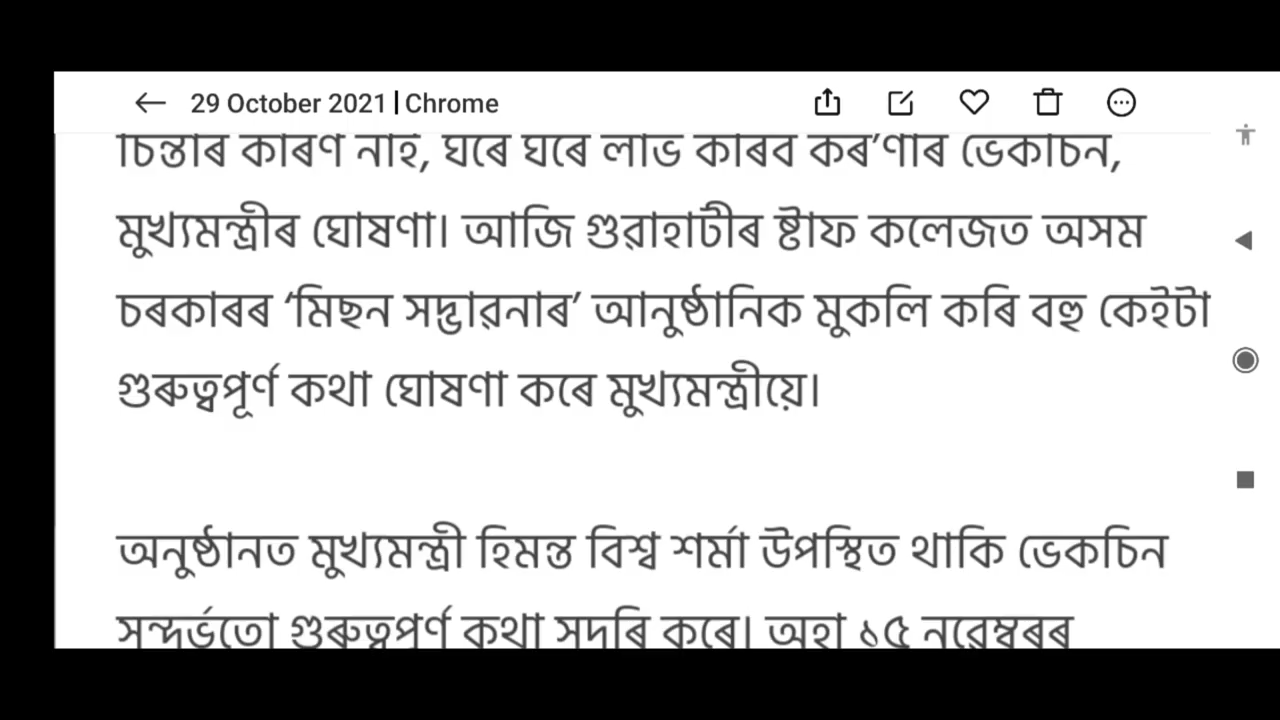 29 October 2021 | Chrome
চিন্তাৰ কাৰণ নাই, ঘৰে ঘৰে লাভ কৰিব কৰ’ণাৰ ভেকচিন,
মুখ্যমন্ত্ৰীৰ ঘোষণা। আজি গুৱাহাটীৰ ষ্টাফ কলেজত অসম
চৰকাৰৰ ‘মিছন সদ্ভাৱনাৰ’ আনুষ্ঠানিক মুকলি কৰি বহু কেইটা
গুৰুত্বপূৰ্ণ কথা ঘোষণা কৰে মুখ্যমন্ত্ৰীয়ে।
অনুষ্ঠানত মুখ্যমন্ত্ৰী হিমন্ত বিশ্ব শৰ্মা উপস্থিত থাকি ভেকচিন
সন্দৰ্ভতো গুৰুত্বপূৰ্ণ কথা সদৰি কৰে। অহা ১৫ নৱেম্বৰৰ